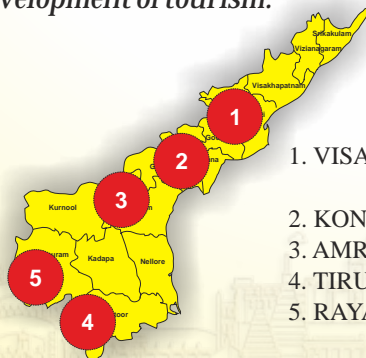 velopment of tourism.
Srikakulam
Vizianagaram
Visakhapatnam
1
2
3
Kurnool
5
Kadapa
Nellore
4
1. VISA
2. KON
3. AMR
4. TIRU
5. RAYA